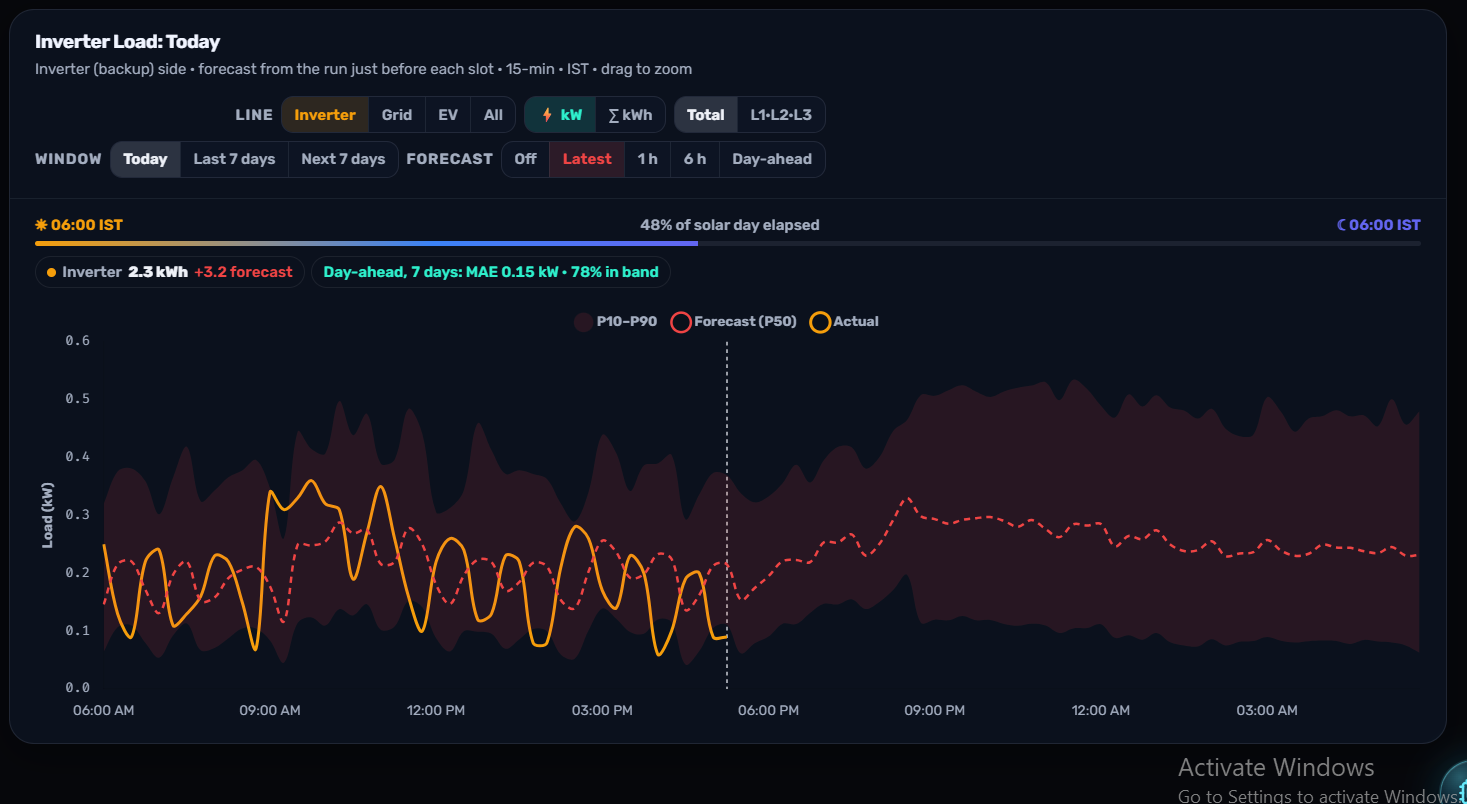 Inverter Load: Today
Inverter (backup) side • forecast from the run just before each slot • 15-min • IST • drag to zoom
LINE Inverter Grid EV All ⚡ kW ∑ kWh Total L1•L2•L3
WINDOW Today Last 7 days Next 7 days FORECAST Off Latest 1 h 6 h Day-ahead
☀ 06:00 IST 48% of solar day elapsed ☾ 06:00 IST
Inverter 2.3 kWh +3.2 forecast Day-ahead, 7 days: MAE 0.15 kW • 78% in band
P10–P90 Forecast (P50) Actual
0.6
0.5
0.4
0.3
0.2
0.1
0.0
Load (kW)
06:00 AM 09:00 AM 12:00 PM 03:00 PM 06:00 PM 09:00 PM 12:00 AM 03:00 AM
Activate Windows
Go to Settings to activate Windows.